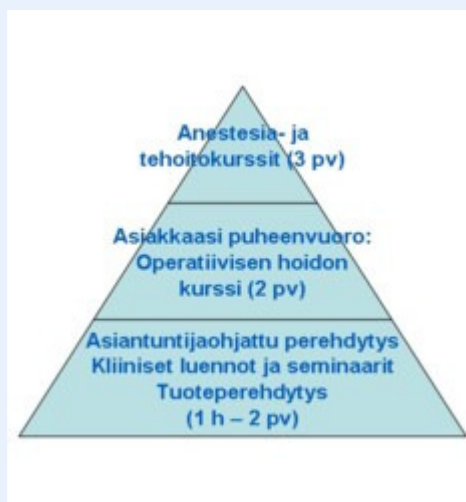 Anestesia- ja
tehoitokurssit (3 pv)
Asiakkaasi puheenvuoro:
Operatiivisen hoidon
kurssi (2 pv)
Asiantuntijaohjattu perehdytys
Kliiniset luennot ja seminaarit
Tuoteperehdytys
(1 h – 2 pv)